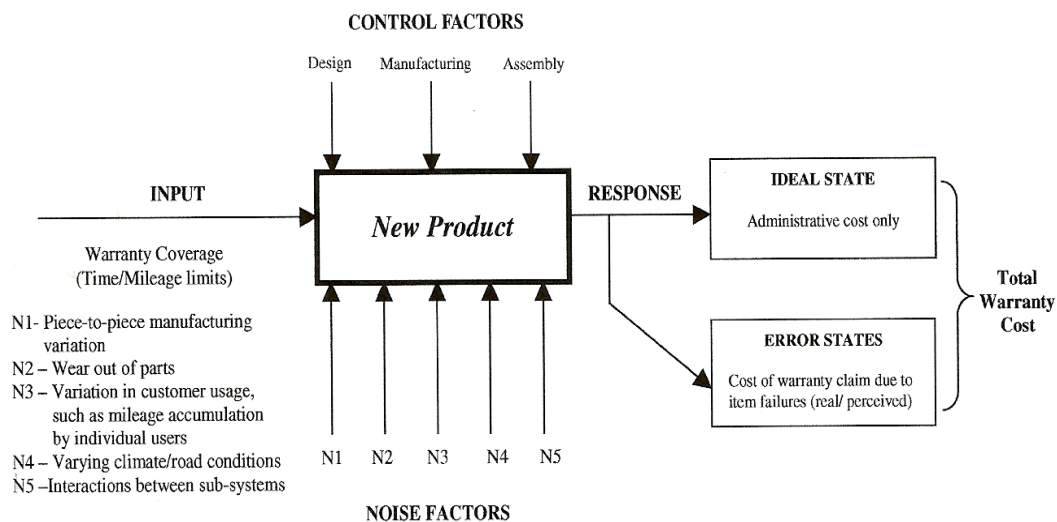 CONTROL FACTORS
Design
Manufacturing
Assembly
INPUT
Warranty Coverage
(Time/Mileage limits)
New Product
RESPONSE
IDEAL STATE
Administrative cost only
ERROR STATES
Cost of warranty claim due to
item failures (real/ perceived)
Total
Warranty
Cost
N1- Piece-to-piece manufacturing
variation
N2 – Wear out of parts
N3 – Variation in customer usage,
such as mileage accumulation
by individual users
N4 – Varying climate/road conditions
N5 –Interactions between sub-systems
N1
N2
N3
N4
N5
NOISE FACTORS